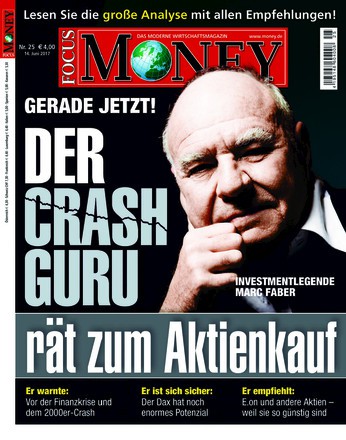 Lesen Sie die große Analyse mit allen Empfehlungen!
DAS MODERNE WIRTSCHAFTSMAGAZIN
www.money.de
Nr. 25 € 4,00
14. Juni 2017
FOCUS
MONEY
GERADE JETZT!
DER
CRASH
GURU
INVESTMENTLEGENDE
MARC FABER
rät zum Aktienkauf
Er warnte:
Vor der Finanzkrise und
dem 2000er-Crash
Er ist sich sicher:
Der Dax hat noch
enormes Potenzial
Er empfiehlt:
E.on und andere Aktien –
weil sie so günstig sind
FOCUS
MONEY